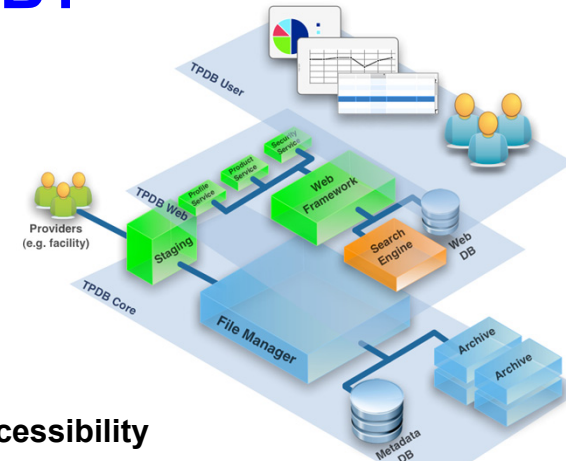 TPDB User
Security
Service
Product
Service
Profile
Service
TPDB Web
Web
Framework
Providers
(e.g. facility)
Staging
Search
Engine
Web
DB
TPDB Core
File Manager
Archive
Archive
Metadata
DB
cessibility